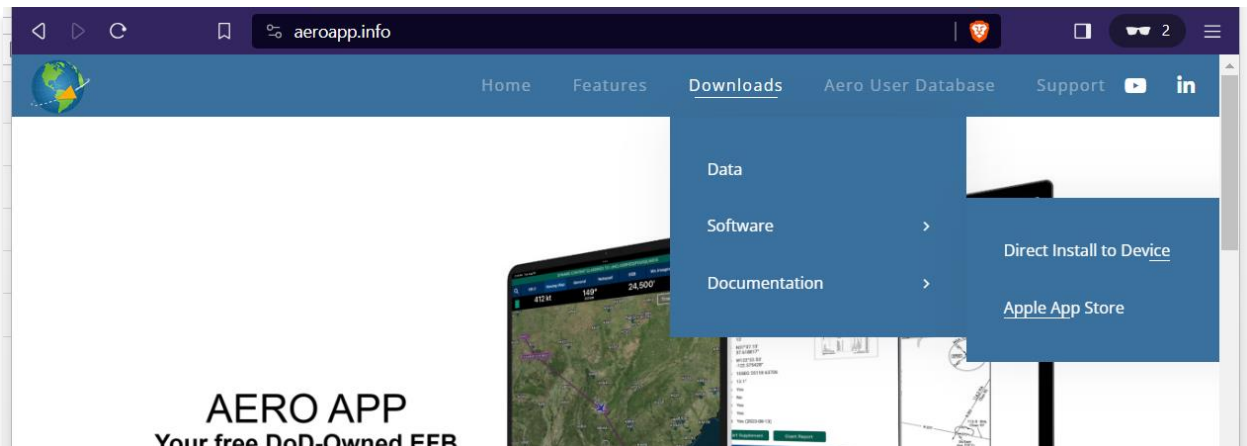 2
aeroapp.info
Home Features Downloads Aero User Database Support in
Data
Software
Direct Install to Device
Documentation
Apple App Store
412 kt 149° 24,500'
AERO APP
Your free DoD-Owned EFB